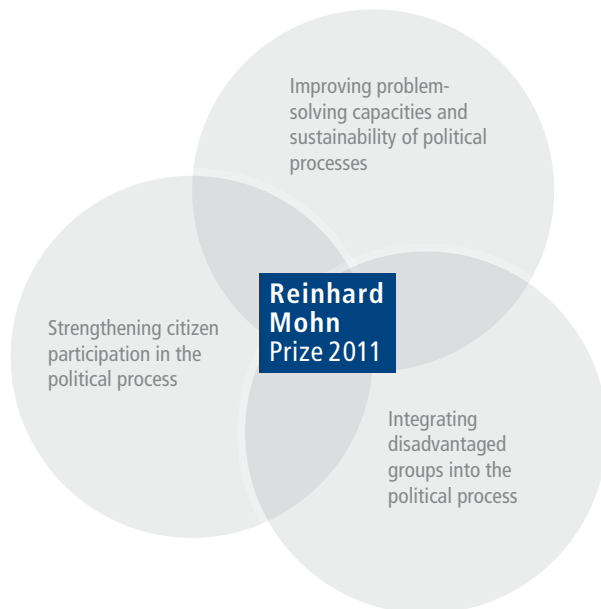 Improving problem-
solving capacities and
sustainability of political
processes
Reinhard
Mohn
Prize 2011
Strengthening citizen
participation in the
political process
Integrating
disadvantaged
groups into the
political process